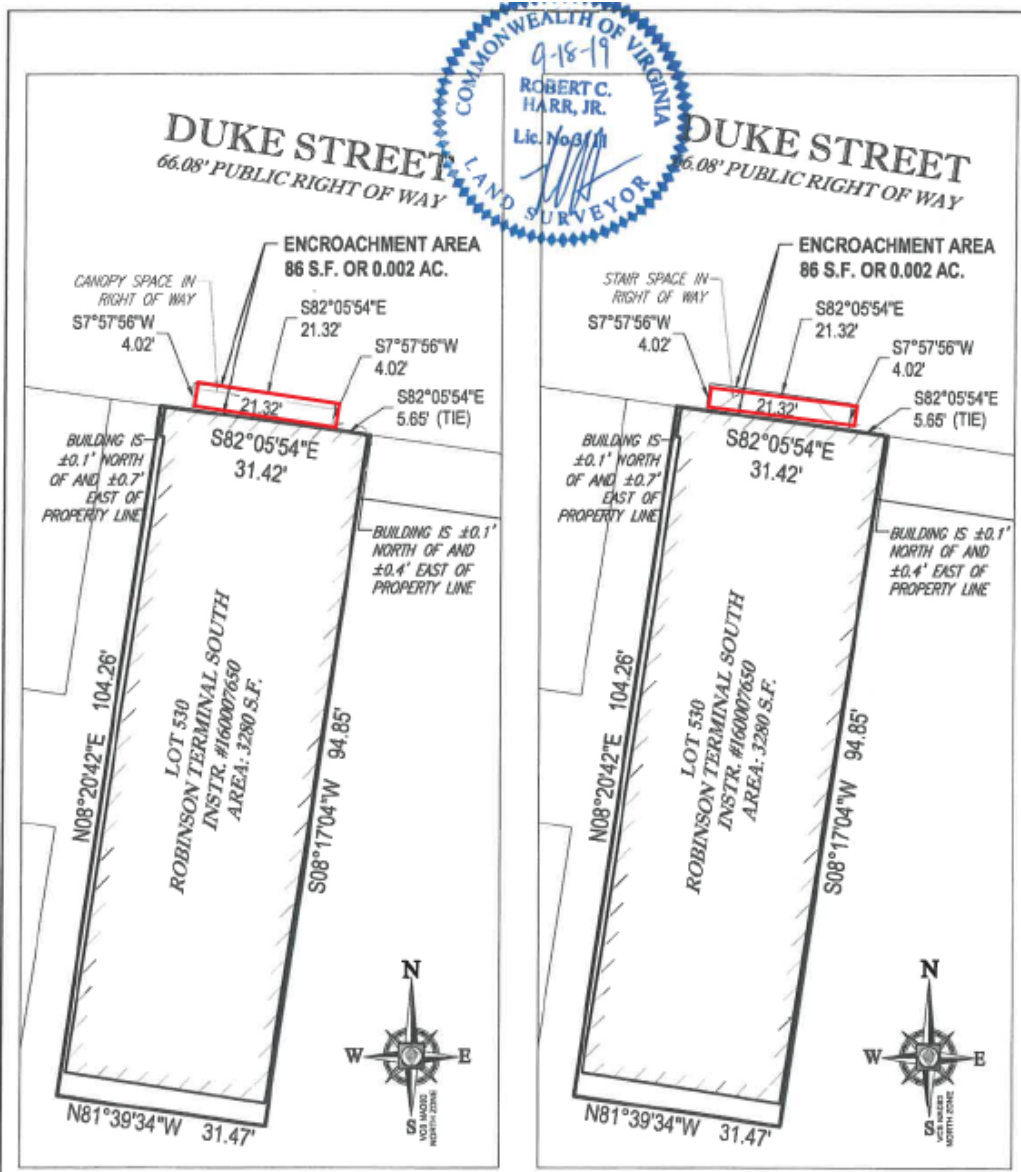 COMMONWEALTH OF VIRGINIA
9-18-19
ROBERT C.
HARR, JR.
Lic. No.
LAND SURVEYOR
DUKE STREET
66.08' PUBLIC RIGHT OF WAY
ENCROACHMENT AREA
86 S.F. OR 0.002 AC.
CANOPY SPACE IN
RIGHT OF WAY
S82°05'54"E
21.32'
S7°57'56"W
4.02'
S7°57'56"W
4.02'
S82°05'54"E
5.65' (TIE)
21.32'
S82°05'54"E
31.42'
BUILDING IS
±0.1' NORTH
OF AND ±0.7'
EAST OF
PROPERTY LINE
BUILDING IS ±0.1'
NORTH OF AND
±0.4' EAST OF
PROPERTY LINE
LOT 530
ROBINSON TERMINAL SOUTH
INSTR. #160007650
AREA: 3280 S.F.
N08°20'42"E 104.26'
S08°17'04"W 94.85'
N81°39'34"W 31.47'
N
W
E
S
VCS NAD83
NORTH ZONE
DUKE STREET
66.08' PUBLIC RIGHT OF WAY
ENCROACHMENT AREA
86 S.F. OR 0.002 AC.
STAIR SPACE IN
RIGHT OF WAY
S82°05'54"E
21.32'
S7°57'56"W
4.02'
S7°57'56"W
4.02'
S82°05'54"E
5.65' (TIE)
21.32'
S82°05'54"E
31.42'
BUILDING IS
±0.1' NORTH
OF AND ±0.7'
EAST OF
PROPERTY LINE
BUILDING IS ±0.1'
NORTH OF AND
±0.4' EAST OF
PROPERTY LINE
LOT 530
ROBINSON TERMINAL SOUTH
INSTR. #160007650
AREA: 3280 S.F.
N08°20'42"E 104.26'
S08°17'04"W 94.85'
N81°39'34"W 31.47'
N
W
E
S
VCS NAD83
NORTH ZONE